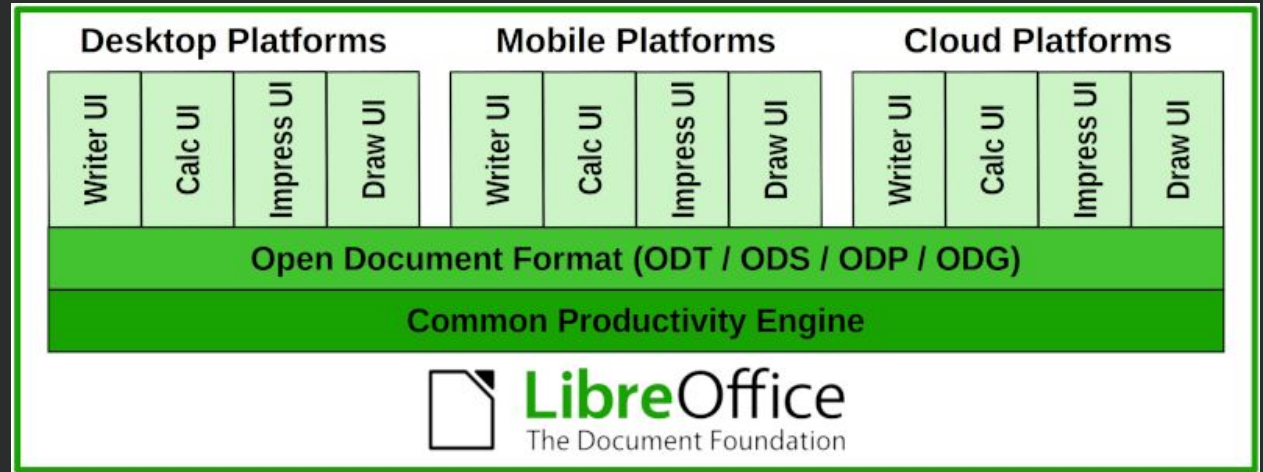 Desktop Platforms Mobile Platforms Cloud Platforms
Writer UI Calc UI Impress UI Draw UI Writer UI Calc UI Impress UI Draw UI Writer UI Calc UI Impress UI Draw UI
Open Document Format (ODT / ODS / ODP / ODG)
Common Productivity Engine
LibreOffice
The Document Foundation